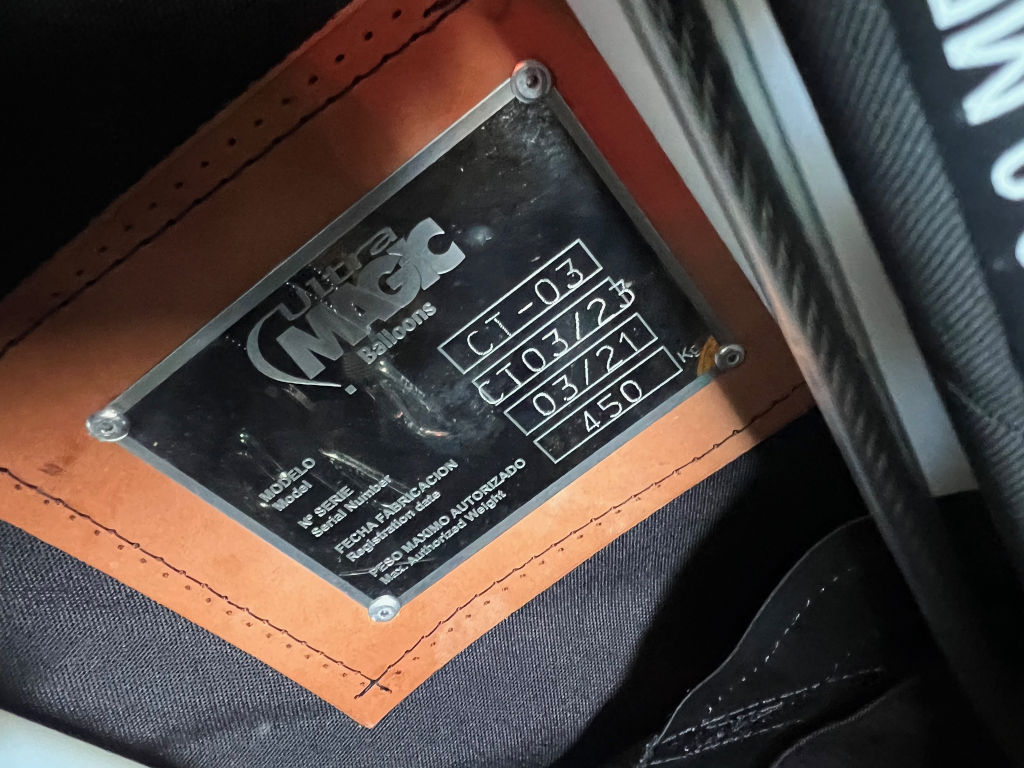 Ultra
MAGIC
Balloons
MODELO
Model
CT-03
Nº SERIE
Serial Number
CT03/23
FECHA FABRICACION
Registration date
03/21
PESO MAXIMO AUTORIZADO
Max. Authorized Weight
450 Kg